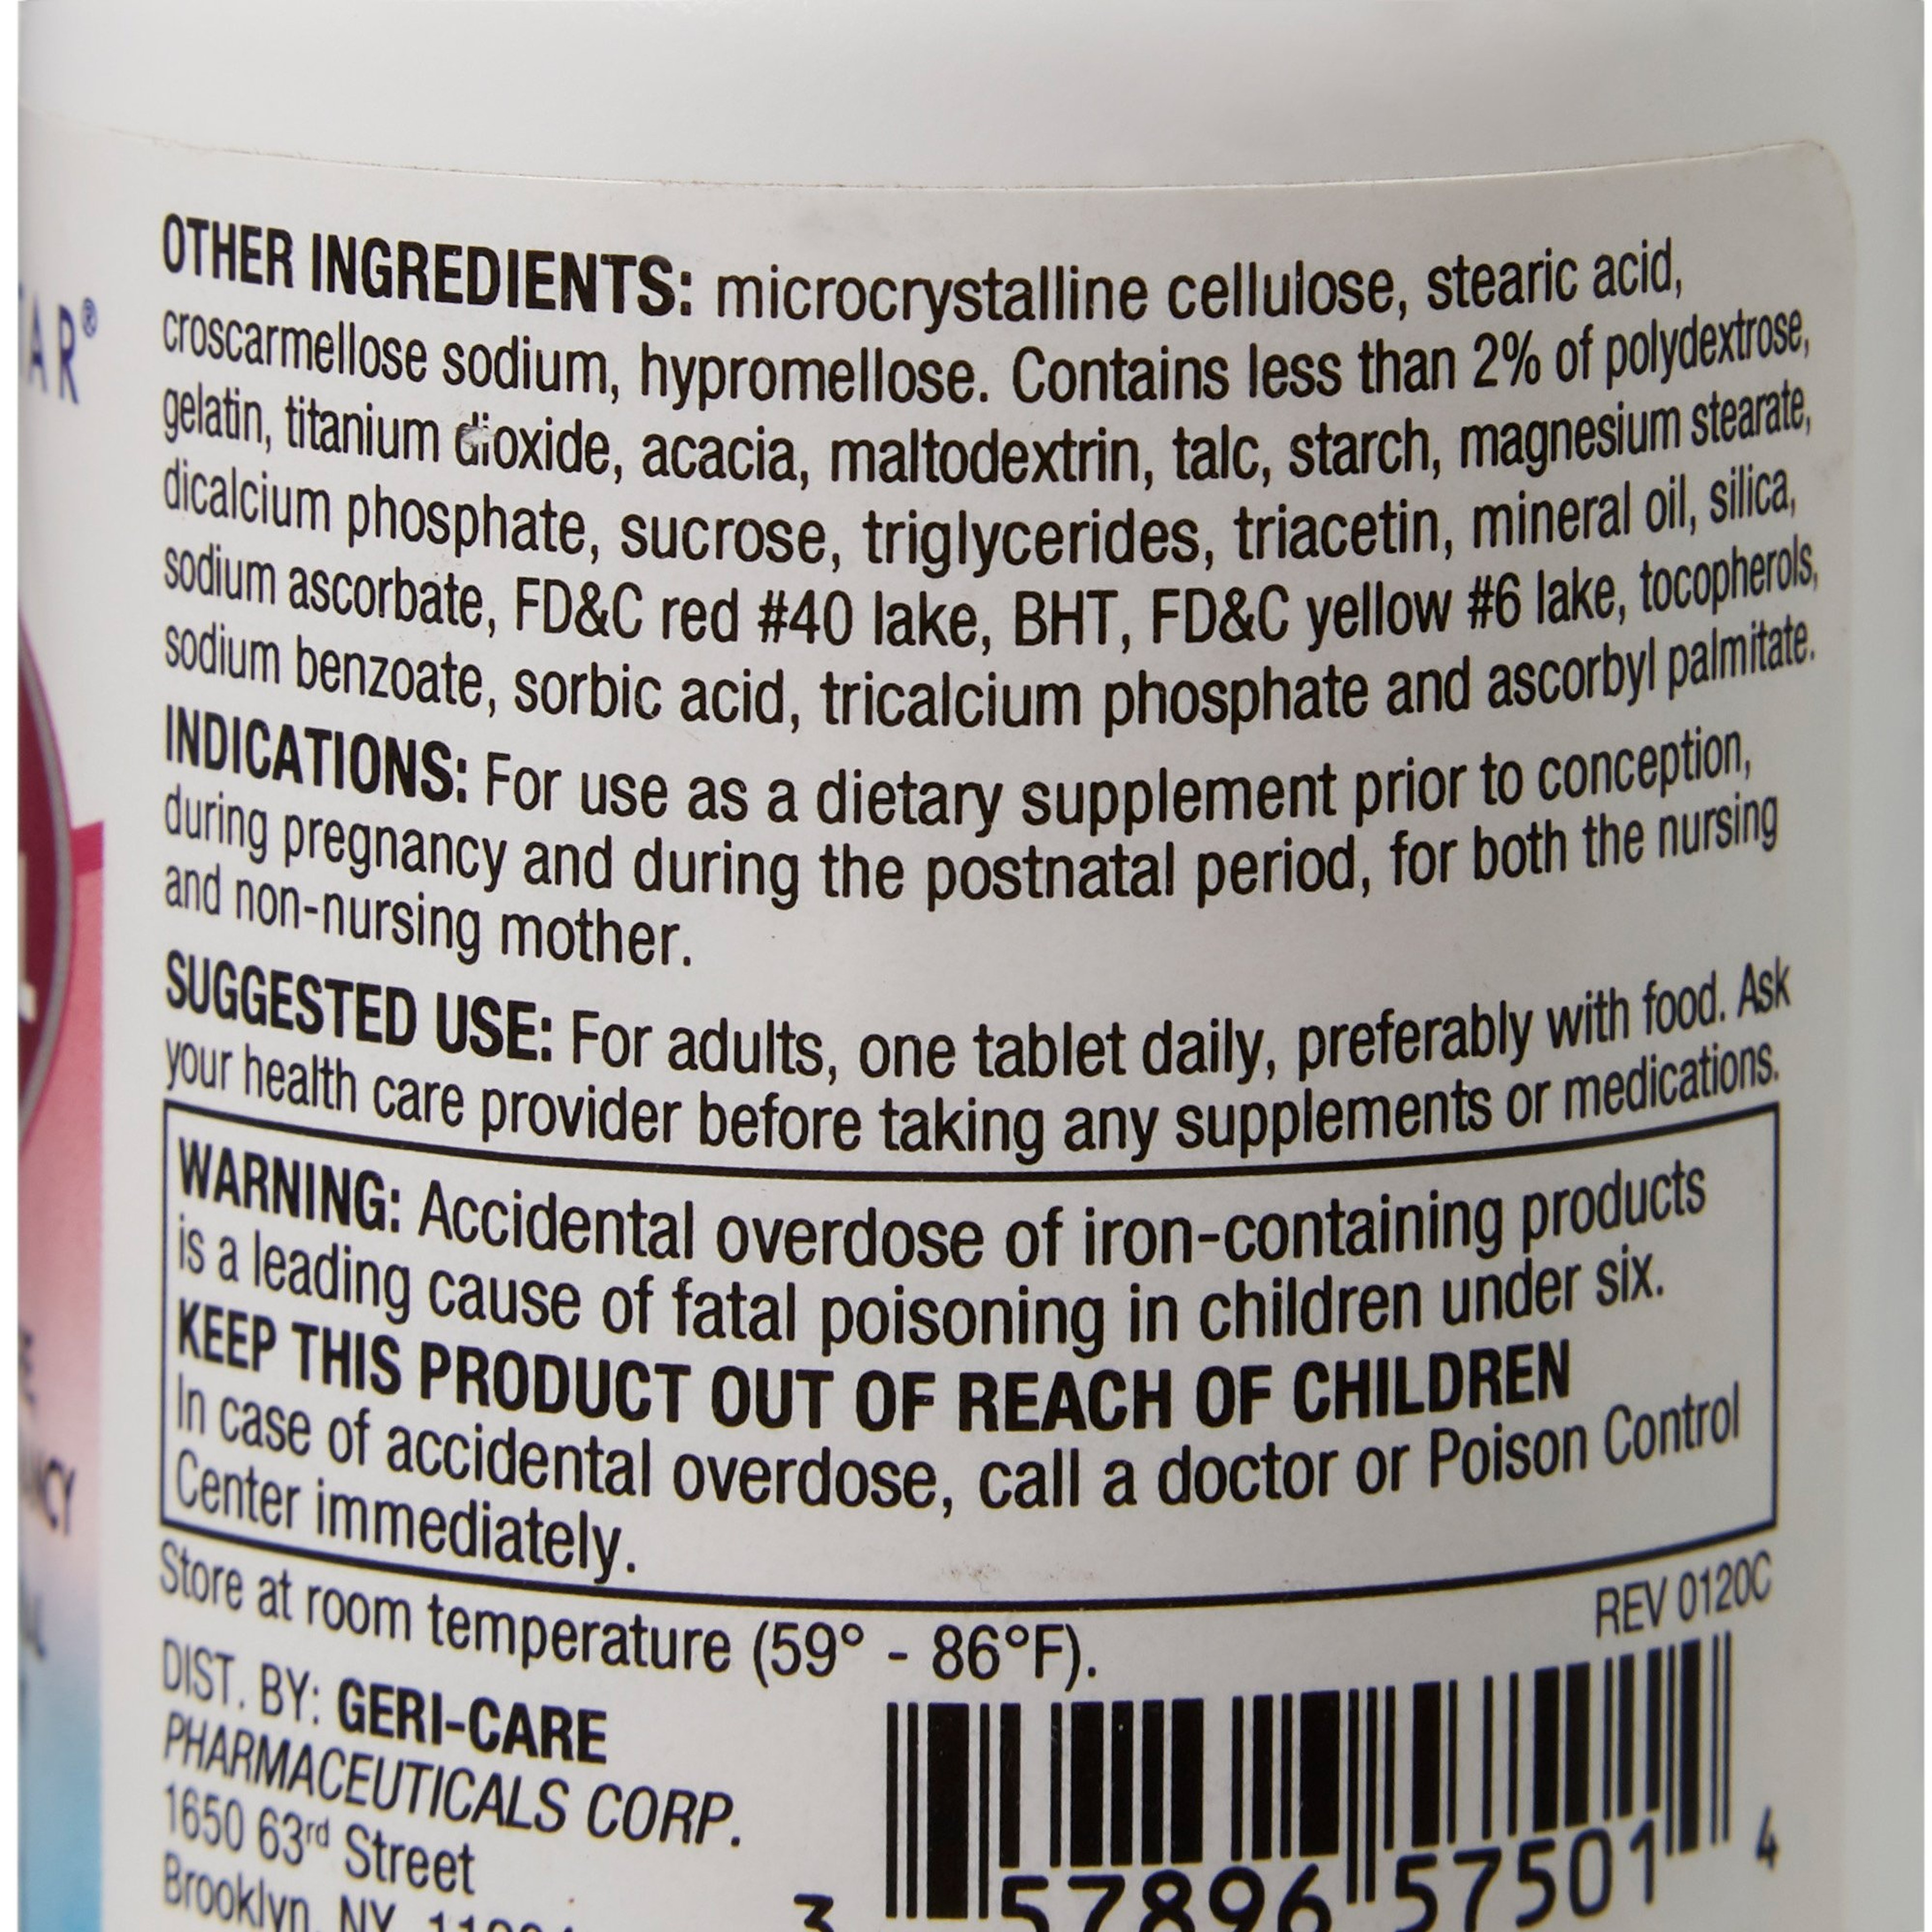 OTHER INGREDIENTS: microcrystalline cellulose, stearic acid,
croscarmellose sodium, hypromellose. Contains less than 2% of polydextrose,
gelatin, titanium dioxide, acacia, maltodextrin, talc, starch, magnesium stearate,
dicalcium phosphate, sucrose, triglycerides, triacetin, mineral oil, silica,
sodium ascorbate, FD&C red #40 lake, BHT, FD&C yellow #6 lake, tocopherols,
sodium benzoate, sorbic acid, tricalcium phosphate and ascorbyl palmitate.
INDICATIONS: For use as a dietary supplement prior to conception,
during pregnancy and during the postnatal period, for both the nursing
and non-nursing mother.
SUGGESTED USE: For adults, one tablet daily, preferably with food. Ask
your health care provider before taking any supplements or medications.
WARNING: Accidental overdose of iron-containing products
is a leading cause of fatal poisoning in children under six.
KEEP THIS PRODUCT OUT OF REACH OF CHILDREN
In case of accidental overdose, call a doctor or Poison Control
Center immediately.
Store at room temperature (59° - 86°F).
REV 0120C
DIST. BY: GERI-CARE
PHARMACEUTICALS CORP.
1650 63rd Street
Brooklyn, NY
3 57896 57501 4